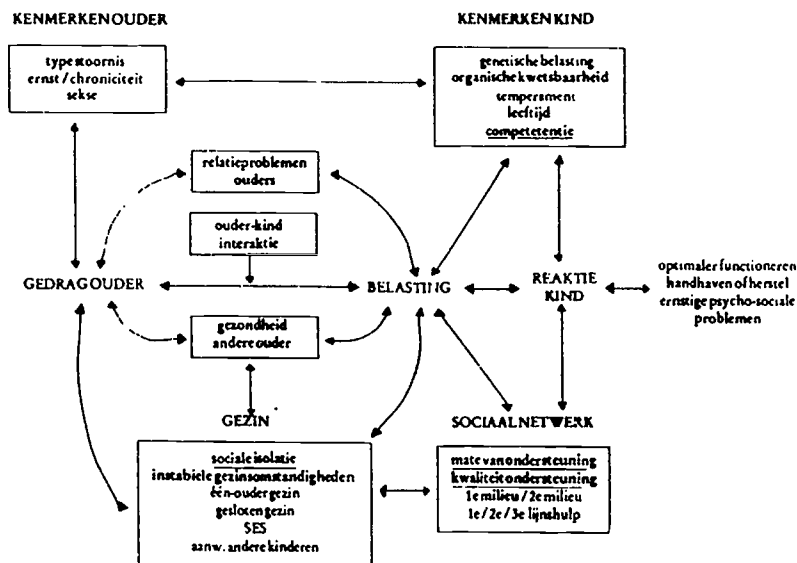 KENMERKEN OUDER
KENMERKEN KIND
type stoornis
ernst / chroniciteit
sekse
genetische belasting
organische kwetsbaarheid
temperament
leeftijd
competetentie
relatieproblemen
ouders
ouder-kind
interaktie
GEDRAG OUDER
BELASTING
REAKTIE
KIND
optimaler functioneren
handhaven of herstel
ernstige psycho-sociale
problemen
gezondheid
andere ouder
GEZIN
SOCIAAL NETWERK
sociale isolatie
instabiele gezinsomstandigheden
één-oudergezin
gesloten gezin
SES
aanw. andere kinderen
mate van ondersteuning
kwaliteit ondersteuning
1e milieu / 2e milieu
1e / 2e / 3e lijnshulp